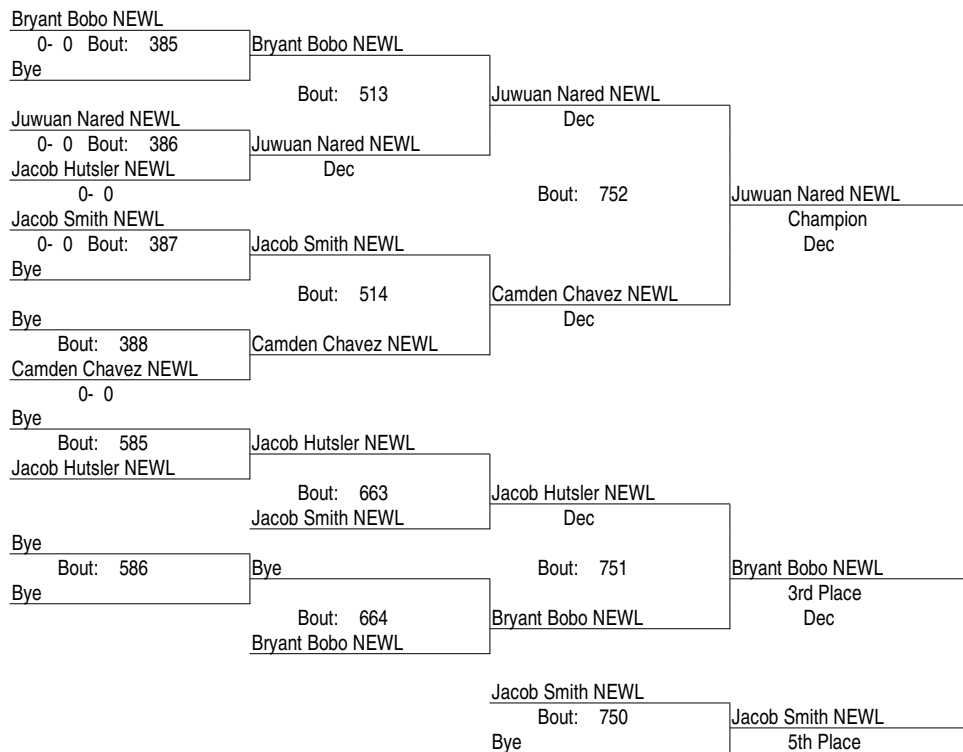 Bryant Bobo NEWL
0- 0 Bout: 385 Bryant Bobo NEWL
Bye
Bout: 513 Juwuan Nared NEWL
Juwuan Nared NEWL Dec
0- 0 Bout: 386 Juwuan Nared NEWL
Jacob Hutsler NEWL Dec
0- 0 Bout: 752 Juwuan Nared NEWL
Jacob Smith NEWL Champion
0- 0 Bout: 387 Jacob Smith NEWL Dec
Bye
Bout: 514 Camden Chavez NEWL
Bye Dec
Bout: 388 Camden Chavez NEWL
Camden Chavez NEWL
0- 0
Bye
Bout: 585 Jacob Hutsler NEWL
Jacob Hutsler NEWL
Bout: 663 Jacob Hutsler NEWL
Jacob Smith NEWL Dec
Bye
Bout: 586 Bye Bout: 751 Bryant Bobo NEWL
Bye 3rd Place
Bout: 664 Bryant Bobo NEWL Dec
Bryant Bobo NEWL
Jacob Smith NEWL
Bout: 750 Jacob Smith NEWL
Bye 5th Place